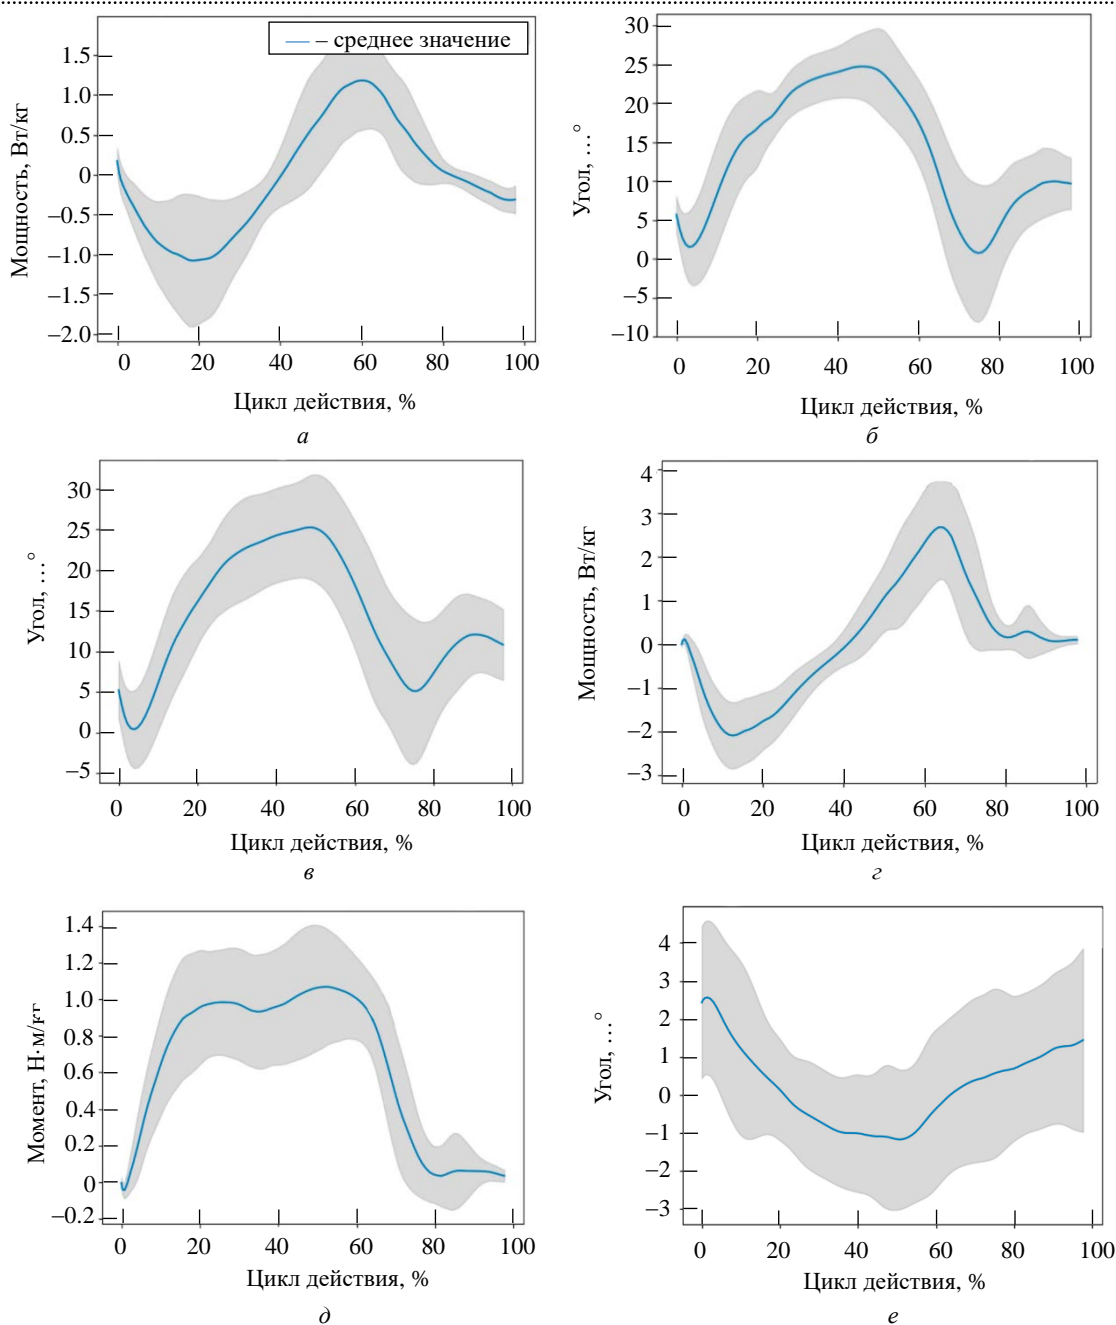 – среднее значение
Мощность, Вт/кг
1.5
1.0
0.5
0
–0.5
–1.0
–1.5
–2.0
0 20 40 60 80 100
Цикл действия, %
а
Угол, …°
30
25
20
15
10
5
0
–5
–10
0 20 40 60 80 100
Цикл действия, %
б
Угол, …°
30
25
20
15
10
5
0
–5
0 20 40 60 80 100
Цикл действия, %
в
Мощность, Вт/кг
4
3
2
1
0
–1
–2
–3
0 20 40 60 80 100
Цикл действия, %
г
Момент, Н·м/кг
1.4
1.2
1.0
0.8
0.6
0.4
0.2
0
–0.2
0 20 40 60 80 100
Цикл действия, %
д
Угол, …°
4
3
2
1
0
–1
–2
–3
0 20 40 60 80 100
Цикл действия, %
е